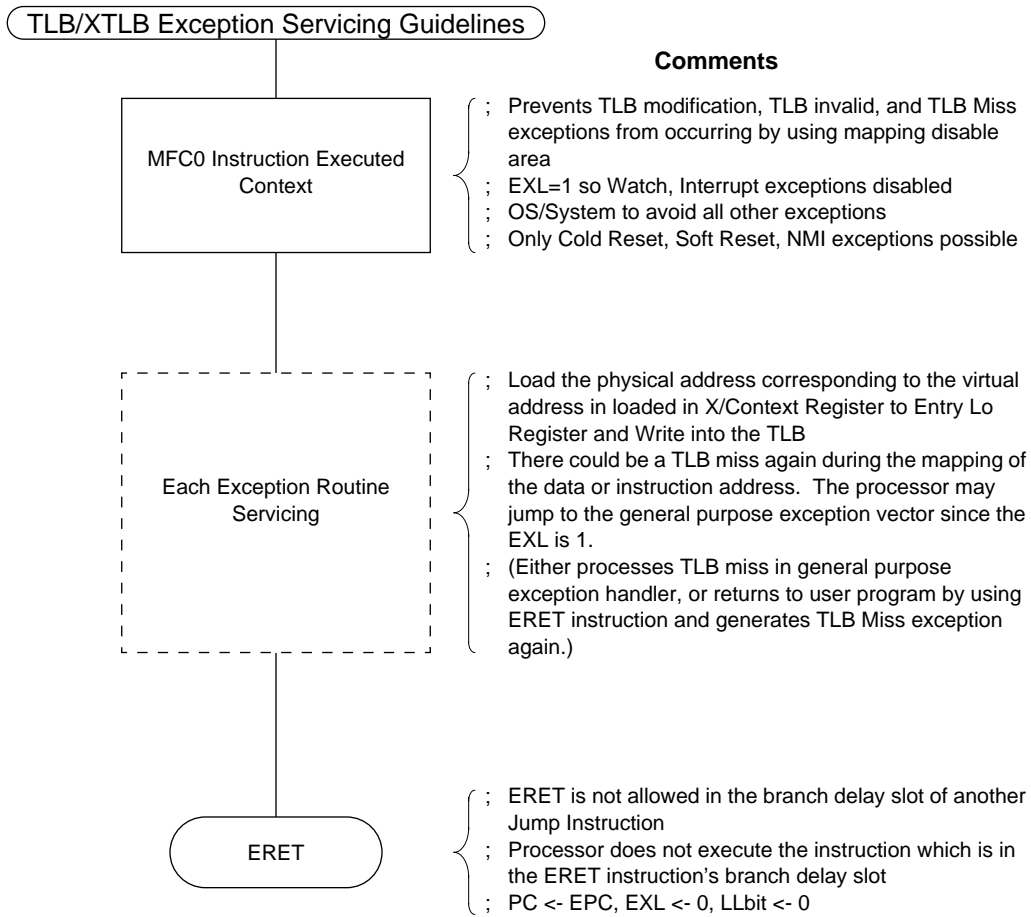 TLB/XTLB Exception Servicing Guidelines
Comments
MFC0 Instruction Executed
Context
; Prevents TLB modification, TLB invalid, and TLB Miss
exceptions from occurring by using mapping disable
area
; EXL=1 so Watch, Interrupt exceptions disabled
; OS/System to avoid all other exceptions
; Only Cold Reset, Soft Reset, NMI exceptions possible
Each Exception Routine
Servicing
; Load the physical address corresponding to the virtual
address in loaded in X/Context Register to Entry Lo
Register and Write into the TLB
; There could be a TLB miss again during the mapping of
the data or instruction address. The processor may
jump to the general purpose exception vector since the
EXL is 1.
; (Either processes TLB miss in general purpose
exception handler, or returns to user program by using
ERET instruction and generates TLB Miss exception
again.)
ERET
; ERET is not allowed in the branch delay slot of another
Jump Instruction
; Processor does not execute the instruction which is in
the ERET instruction's branch delay slot
; PC <- EPC, EXL <- 0, LLbit <- 0